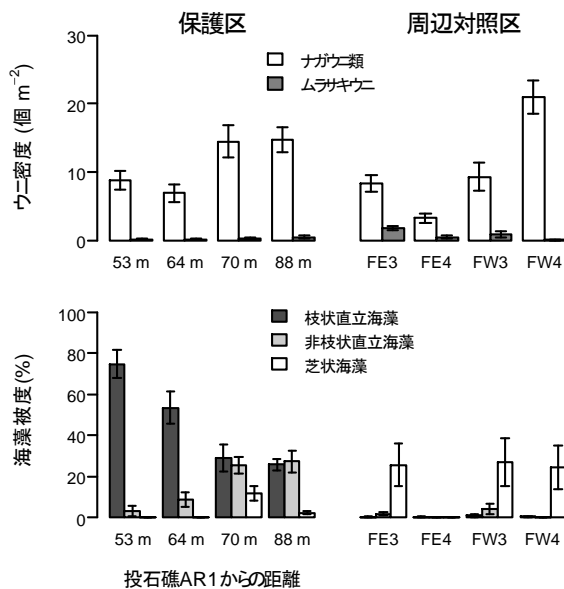 保護区
周辺対照区
ウニ密度 (個 m−2)
30
20
10
0
ナガウニ類
ムラサキウニ
53 m 64 m 70 m 88 m
FE3 FE4 FW3 FW4
海藻被度(%)
100
80
60
40
20
0
枝状直立海藻
非枝状直立海藻
芝状海藻
53 m 64 m 70 m 88 m
FE3 FE4 FW3 FW4
投石礁AR1からの距離